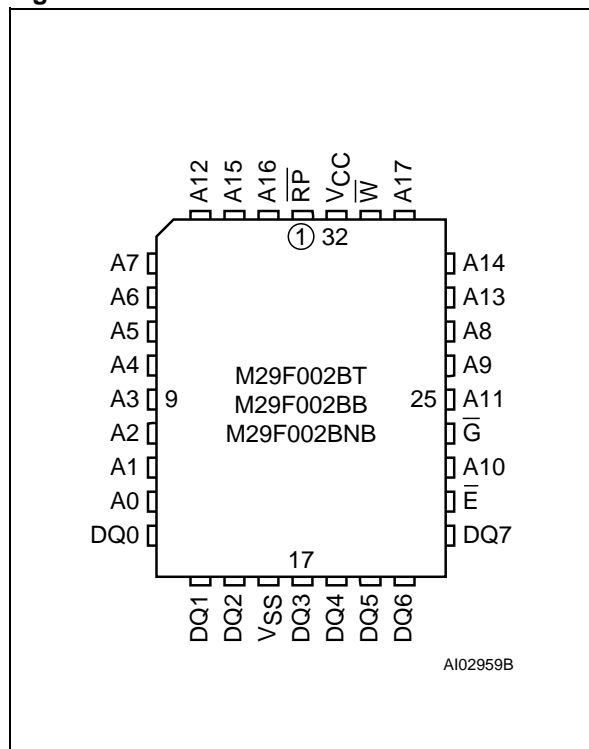 A12 A15 A16 R̅P̅ VCC W̅ A17
1 32
A7 A14
A6 A13
A5 A8
A4 A9
M29F002BT
A3 9 M29F002BB 25 A11
A2 M29F002BNB G̅
A1 A10
A0 E̅
DQ0 DQ7
17
DQ1 DQ2 VSS DQ3 DQ4 DQ5 DQ6
AI02959B